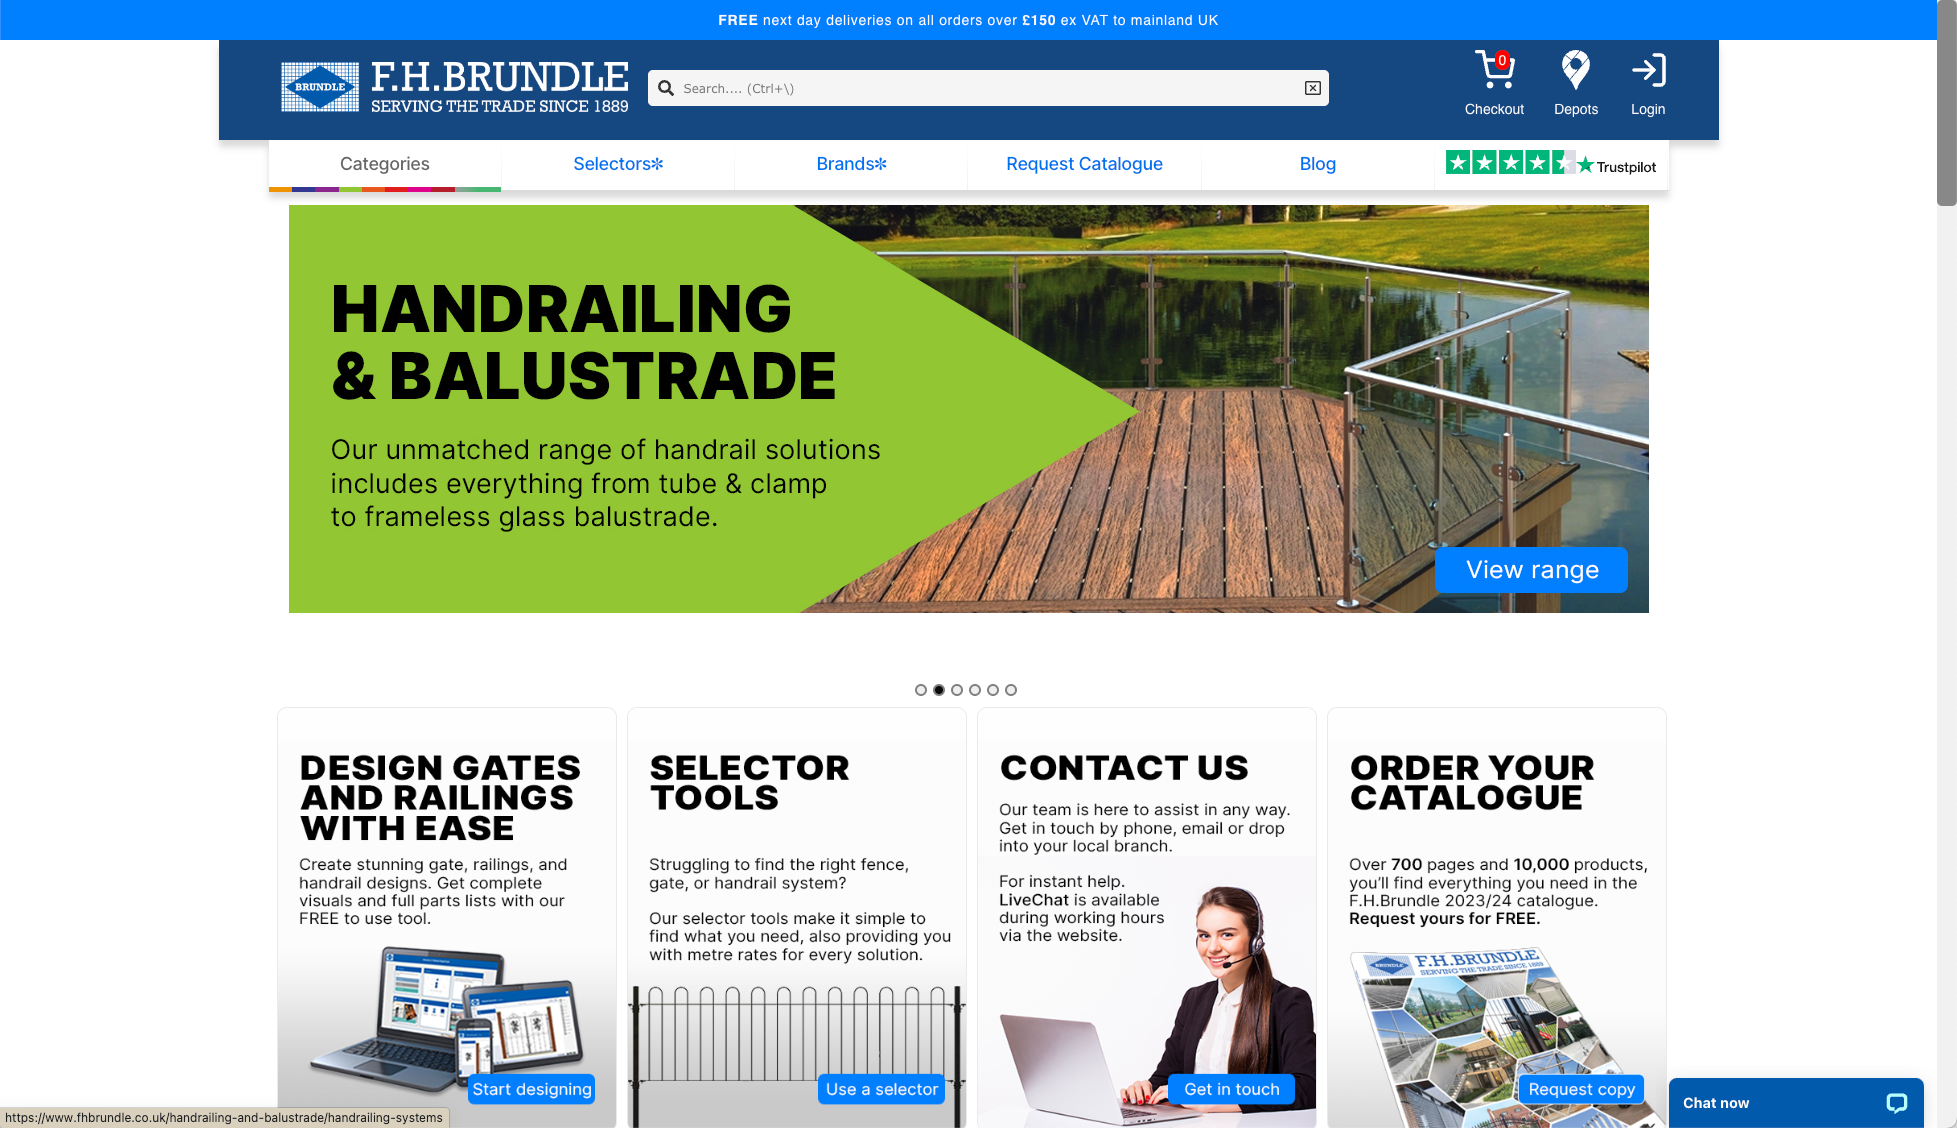 FREE next day deliveries on all orders over £150 ex VAT to mainland UK
BRUNDLE
F.H.BRUNDLE
SERVING THE TRADE SINCE 1889
Search.... (Ctrl+\)
0
Checkout
Depots
Login
Categories
Selectors✻
Brands✻
Request Catalogue
Blog
Trustpilot
HANDRAILING
& BALUSTRADE
Our unmatched range of handrail solutions
includes everything from tube & clamp
to frameless glass balustrade.
View range
DESIGN GATES
AND RAILINGS
WITH EASE
Create stunning gate, railings, and
handrail designs. Get complete
visuals and full parts lists with our
FREE to use tool.
Start designing
SELECTOR
TOOLS
Struggling to find the right fence,
gate, or handrail system?
Our selector tools make it simple to
find what you need, also providing you
with metre rates for every solution.
Use a selector
CONTACT US
Our team is here to assist in any way.
Get in touch by phone, email or drop
into your local branch.
For instant help.
LiveChat is available
during working hours
via the website.
Get in touch
ORDER YOUR
CATALOGUE
Over 700 pages and 10,000 products,
you'll find everything you need in the
F.H.Brundle 2023/24 catalogue.
Request yours for FREE.
BRUNDLE
F.H.BRUNDLE
SERVING THE TRADE SINCE 1889
Request copy
Chat now
https://www.fhbrundle.co.uk/handrailing-and-balustrade/handrailing-systems